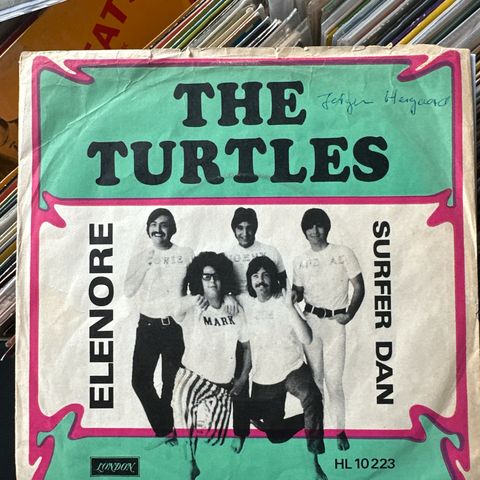 THE
TURTLES
ELENORE
SURFER DAN
MARK
LONDON
HL 10 223